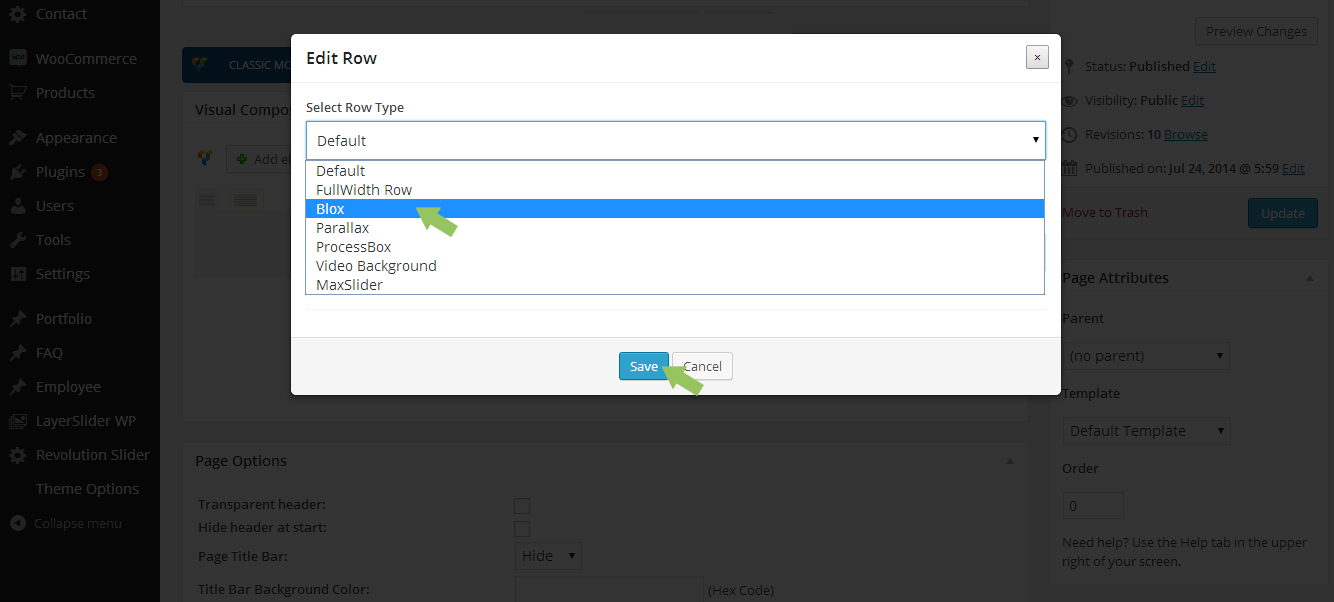 Contact
WooCommerce
Products
Appearance
Plugins 3
Users
Tools
Settings
Portfolio
FAQ
Employee
LayerSlider WP
Revolution Slider
Theme Options
Collapse menu
CLASSIC MO
Visual Compos
Add el
Edit Row
x
Select Row Type
Default
Default
FullWidth Row
Blox
Parallax
ProcessBox
Video Background
MaxSlider
Save
Cancel
Page Options
Transparent header:
Hide header at start:
Page Title Bar:
Hide
Title Bar Background Color:
(Hex Code)
Preview Changes
Status: Published Edit
Visibility: Public Edit
Revisions: 10 Browse
Published on: Jul 24, 2014 @ 5:59 Edit
Move to Trash
Update
Page Attributes
Parent
(no parent)
Template
Default Template
Order
0
Need help? Use the Help tab in the upper
right of your screen.